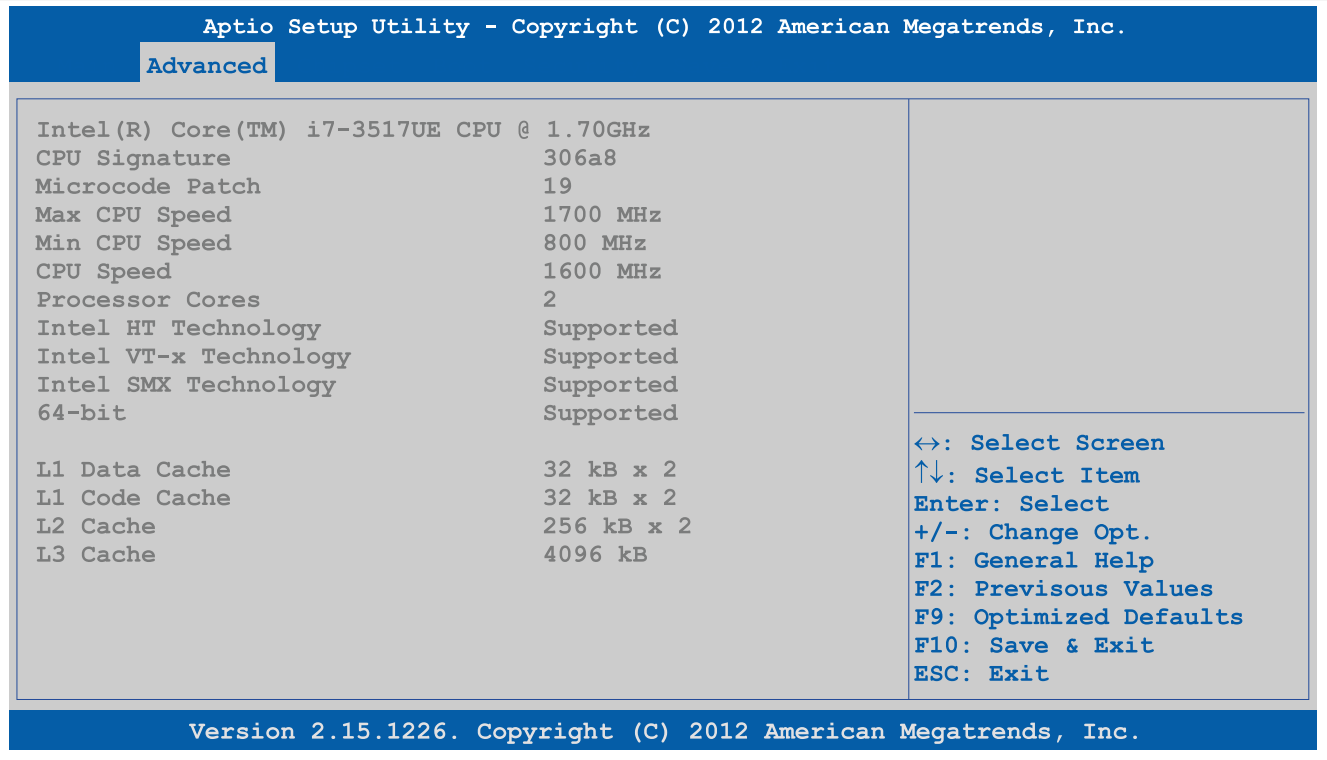 Aptio Setup Utility - Copyright (C) 2012 American Megatrends, Inc.
Advanced
Intel(R) Core(TM) i7-3517UE CPU @ 1.70GHz
CPU Signature 306a8
Microcode Patch 19
Max CPU Speed 1700 MHz
Min CPU Speed 800 MHz
CPU Speed 1600 MHz
Processor Cores 2
Intel HT Technology Supported
Intel VT-x Technology Supported
Intel SMX Technology Supported
64-bit Supported
L1 Data Cache 32 kB x 2
L1 Code Cache 32 kB x 2
L2 Cache 256 kB x 2
L3 Cache 4096 kB
↔: Select Screen
↑↓: Select Item
Enter: Select
+/-: Change Opt.
F1: General Help
F2: Previsous Values
F9: Optimized Defaults
F10: Save & Exit
ESC: Exit
Version 2.15.1226. Copyright (C) 2012 American Megatrends, Inc.